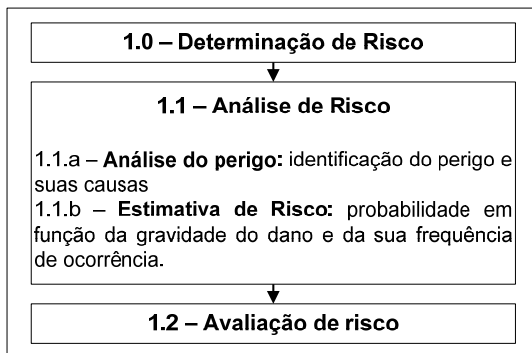 1.0 – Determinação de Risco
1.1 – Análise de Risco
1.1.a – Análise do perigo: identificação do perigo e
suas causas
1.1.b – Estimativa de Risco: probabilidade em
função da gravidade do dano e da sua frequência
de ocorrência.
1.2 – Avaliação de risco